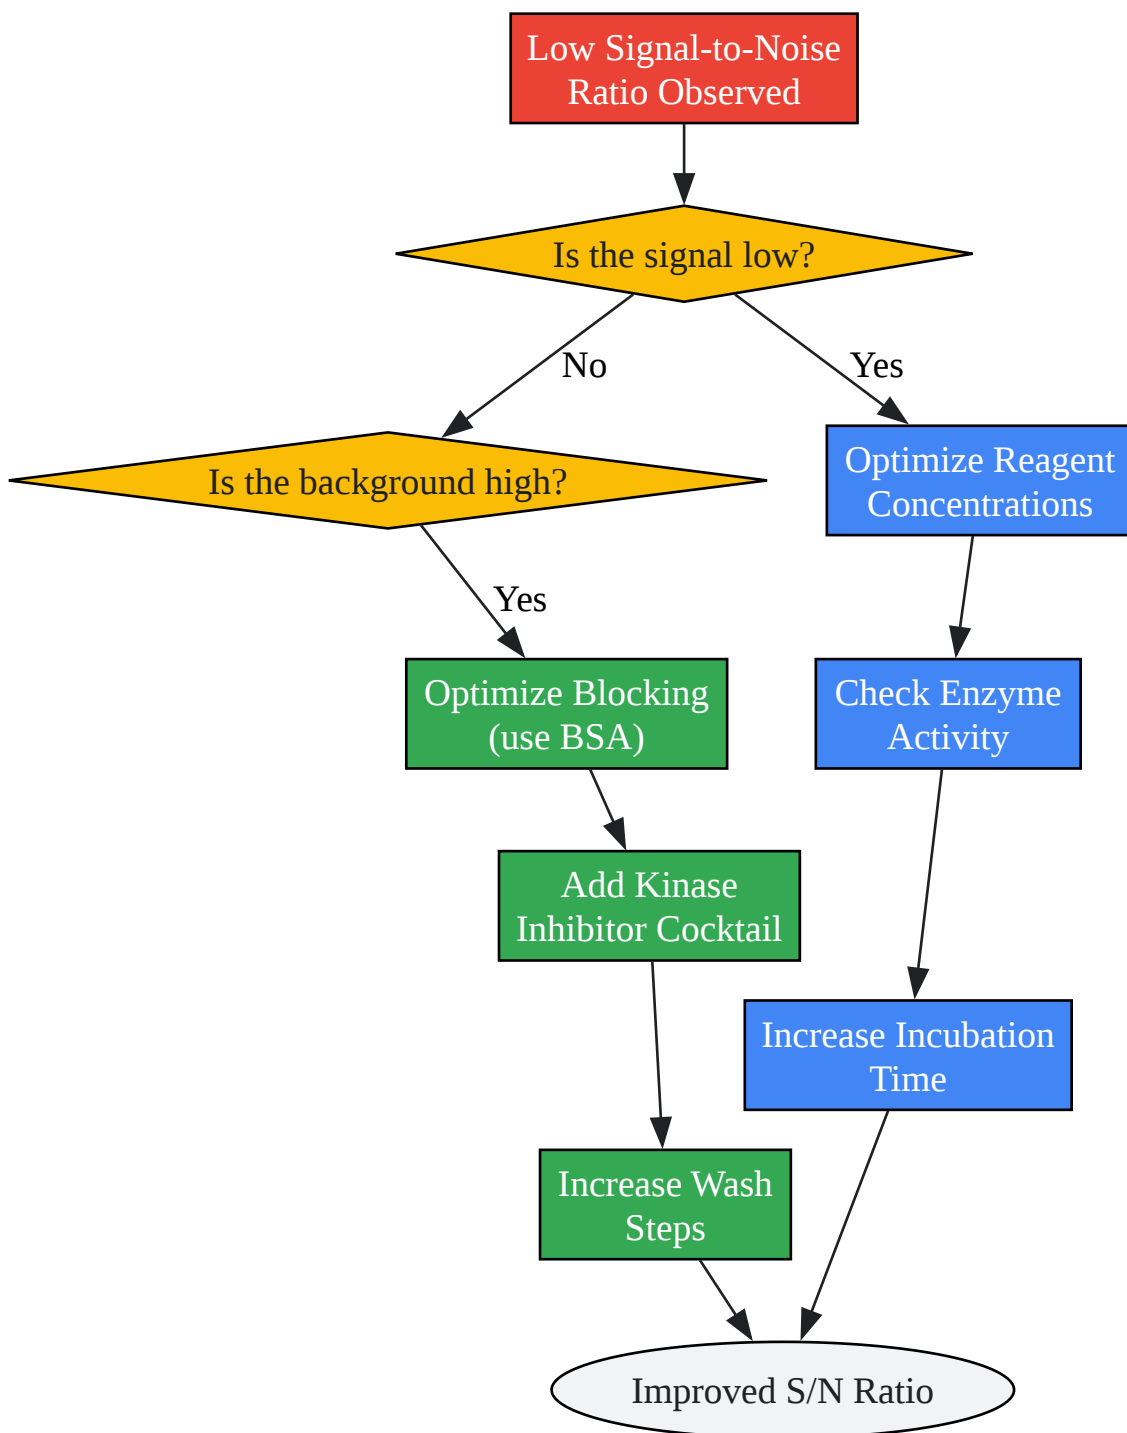 Low Signal-to-Noise
Ratio Observed
Is the signal low?
No
Yes
Is the background high?
Optimize Reagent
Concentrations
Yes
Optimize Blocking
(use BSA)
Check Enzyme
Activity
Add Kinase
Inhibitor Cocktail
Increase Incubation
Time
Increase Wash
Steps
Improved S/N Ratio